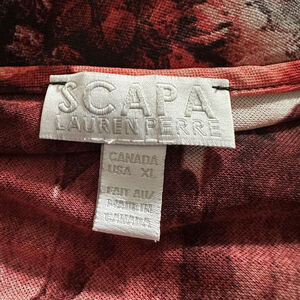 SCAPA
LAUREN PERRE
CANADA
USA XL
FAIT AU/
MADE IN
CANADA